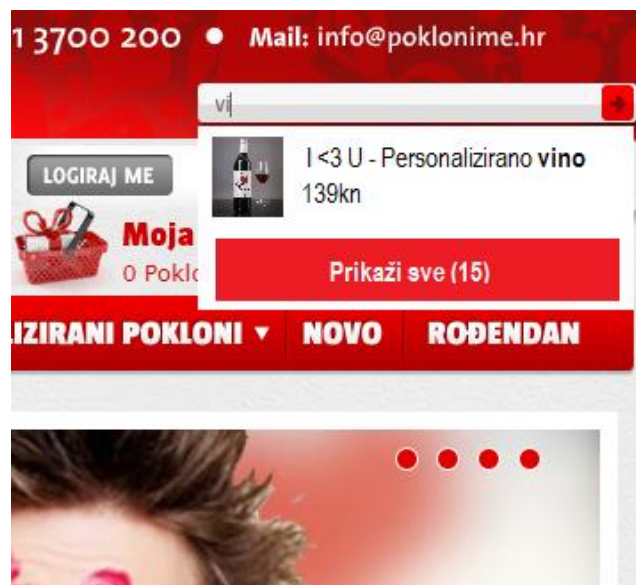 1 3700 200 ● Mail: info@poklonime.hr
vi
I <3 U - Personalizirano vino
139kn
LOGIRAJ ME
Moja
0 Poklo
Prikaži sve (15)
IZIRANI POKLONI ▼ NOVO ROĐENDAN